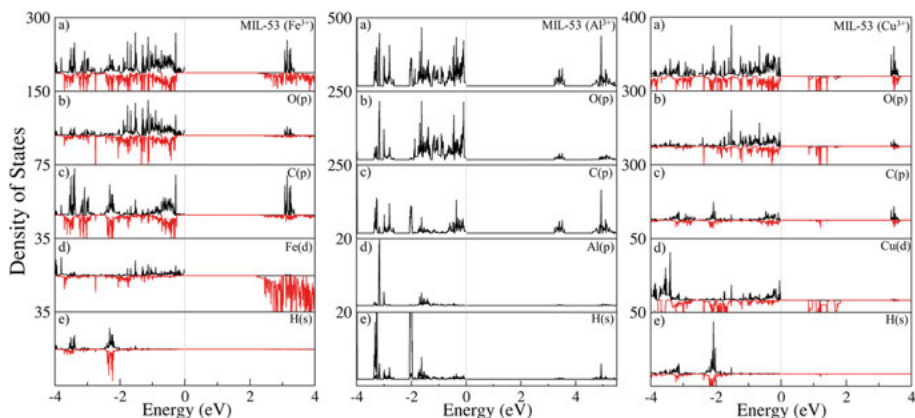 Density of States
300
a)
MIL-53 (Fe³⁺)
150
b)
O(p)
75
c)
C(p)
35
d)
Fe(d)
35
e)
H(s)
-4 -2 0 2 4
Energy (eV)
500
a)
MIL-53 (Al³⁺)
250
b)
O(p)
250
c)
C(p)
20
d)
Al(p)
20
e)
H(s)
-4 -2 0 2 4
Energy (eV)
400
a)
MIL-53 (Cu³⁺)
300
b)
O(p)
300
c)
C(p)
50
d)
Cu(d)
50
e)
H(s)
-4 -2 0 2 4
Energy (eV)